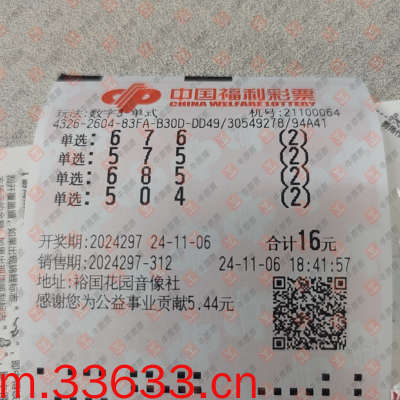 中国福利彩票
CHINA WELFARE LOTTERY
玩法:数字3-单式 机号:21100064
4326-2604-83FA-B30D-DD49/30549278/94A41
单选: 6 7 6 (2)
单选: 5 7 5 (2)
单选: 6 8 5 (2)
单选: 5 0 4 (2)
开奖期:2024297 24-11-06 合计16元
销售期:2024297-312 24-11-06 18:41:57
地址:裕国花园音像社
感谢您为公益事业贡献5.44元
m.33633.cn